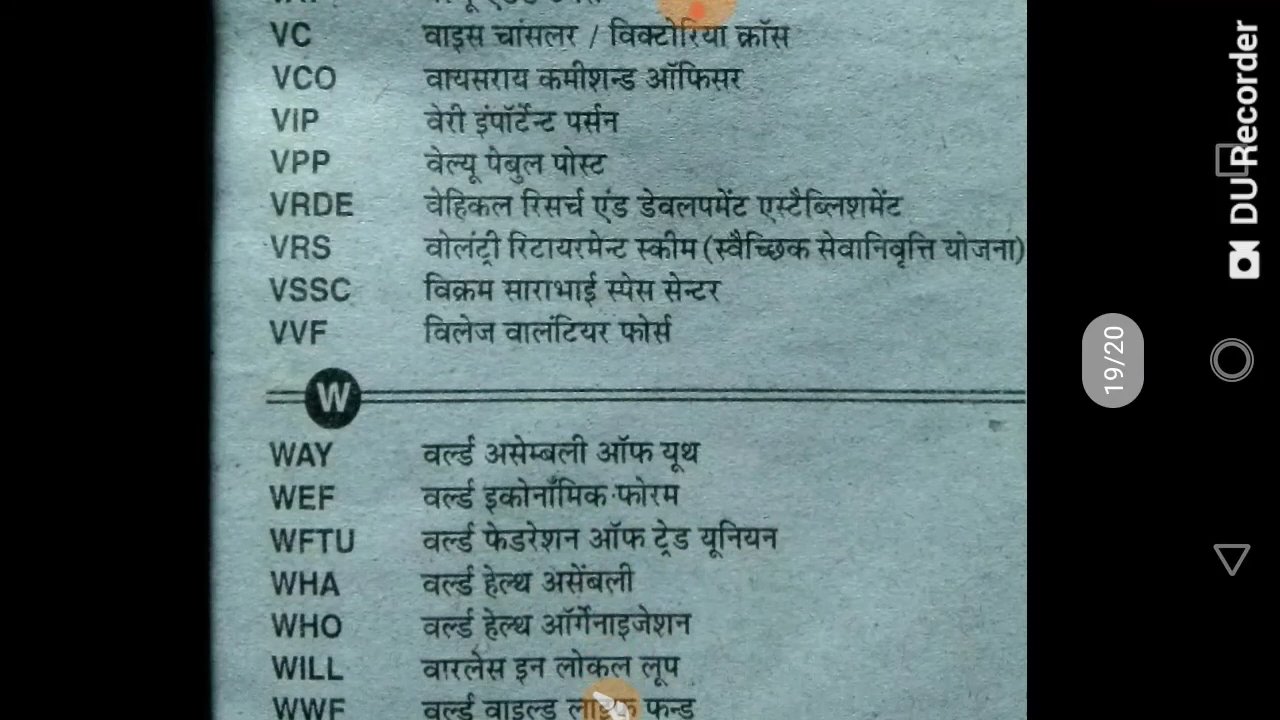 VC वाइस चांसलर / विक्टोरिया क्रॉस
VCO वायसराय कमीशन्ड ऑफिसर
VIP वेरी इंपॉर्टेन्ट पर्सन
VPP वेल्यू पेबुल पोस्ट
VRDE वेहिकल रिसर्च एंड डेवलपमेंट एस्टैब्लिशमेंट
VRS वोलंट्री रिटायरमेन्ट स्कीम (स्वैच्छिक सेवानिवृत्ति योजना)
VSSC विक्रम साराभाई स्पेस सेन्टर
VVF विलेज वालंटियर फोर्स
W
WAY वर्ल्ड असेम्बली ऑफ यूथ
WEF वर्ल्ड इकोनॉमिक फोरम
WFTU वर्ल्ड फेडरेशन ऑफ ट्रेड यूनियन
WHA वर्ल्ड हेल्थ असेंबली
WHO वर्ल्ड हेल्थ ऑर्गेनाइजेशन
WILL वारलेस इन लोकल लूप
WWF वर्ल्ड वाइल्ड लाइफ फन्ड
19/20
DU Recorder